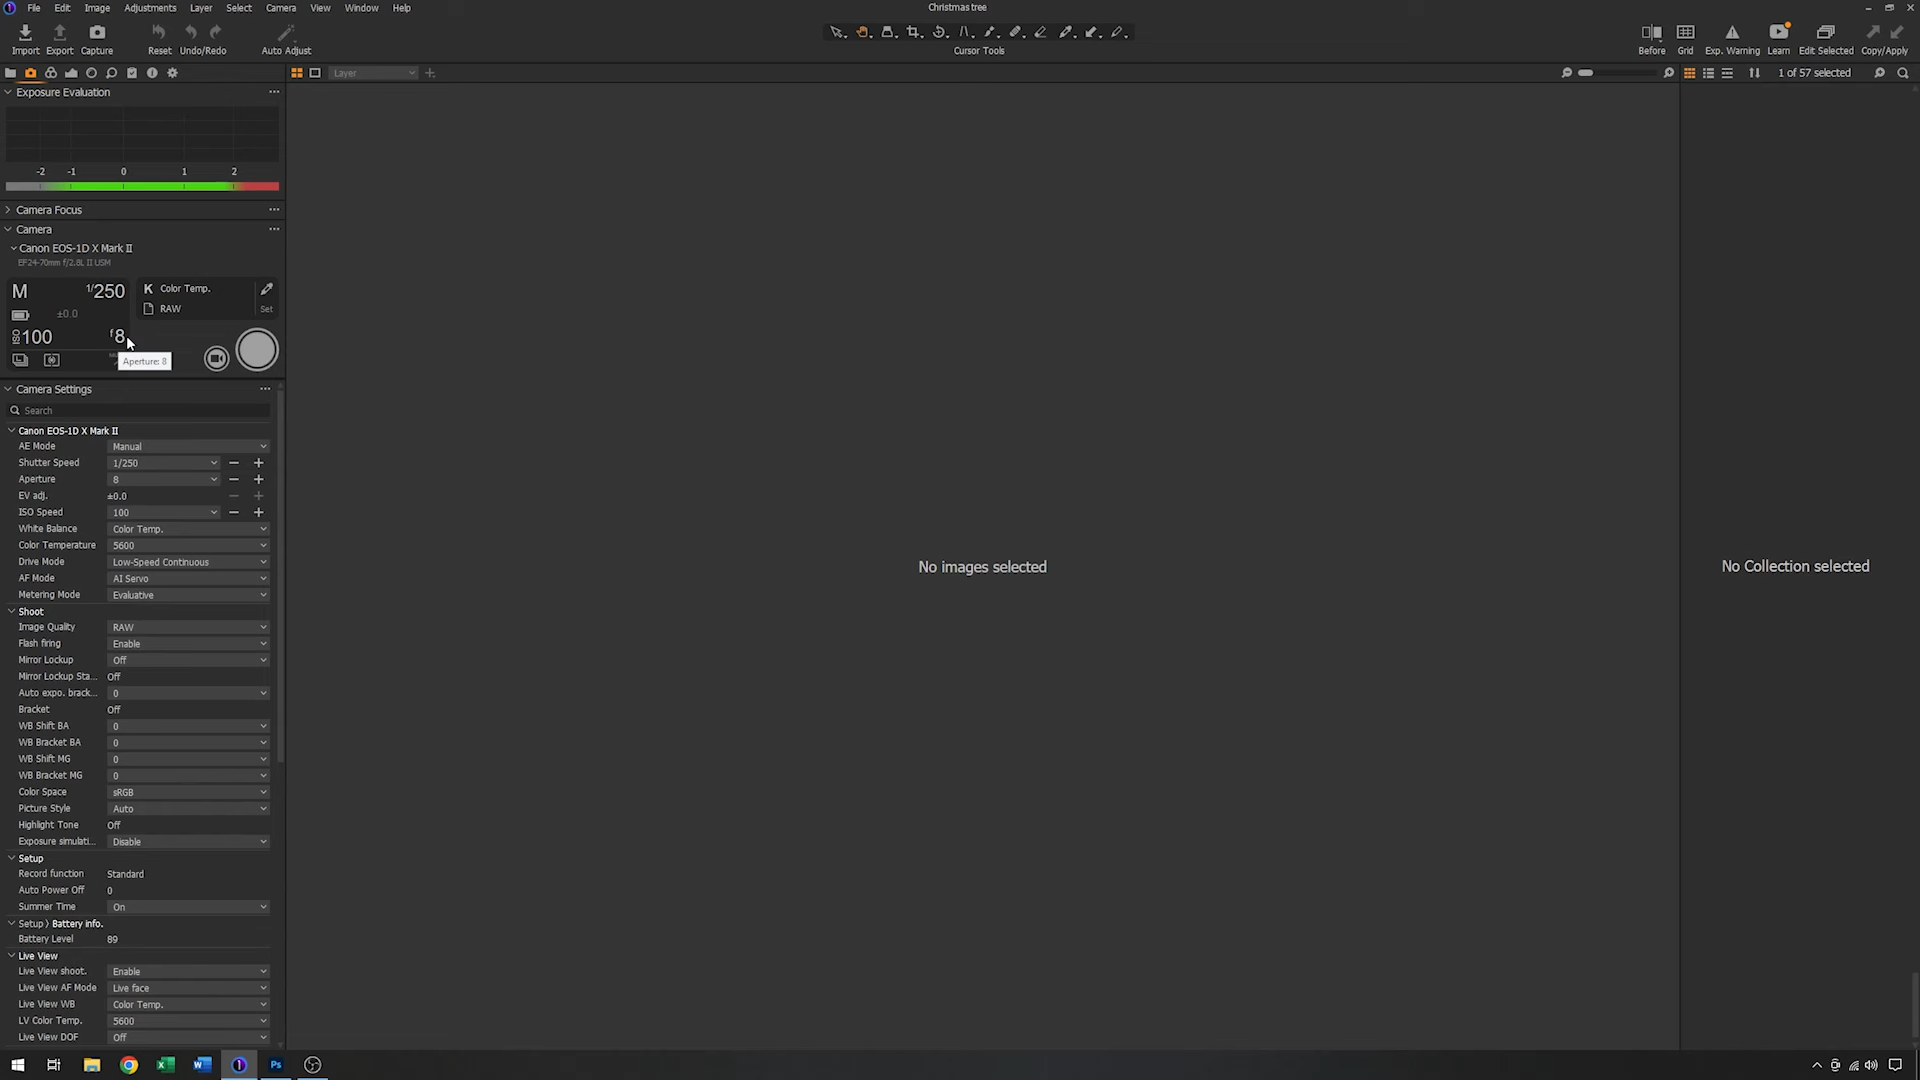 File Edit Image Adjustments Layer Select Camera View Window Help
Christmas tree
Import Export Capture Reset Undo/Redo Auto Adjust
Cursor Tools
Before Grid Exp. Warning Learn Edit Selected Copy/Apply
Layer
1 of 57 selected
Exposure Evaluation
-2 -1 0 1 2
Camera Focus
Camera
Canon EOS-1D X Mark II
EF24-70mm f/2.8L II USM
M 1/250
K Color Temp.
±0.0
RAW
Set
ISO 100 f 8
Aperture: 8
Camera Settings
Search
Canon EOS-1D X Mark II
AE Mode Manual
Shutter Speed 1/250
Aperture 8
EV adj. ±0.0
ISO Speed 100
White Balance Color Temp.
Color Temperature 5600
Drive Mode Low-Speed Continuous
AF Mode AI Servo
Metering Mode Evaluative
Shoot
Image Quality RAW
Flash firing Enable
Mirror Lockup Off
Mirror Lockup Sta... Off
Auto expo. brack... 0
Bracket Off
WB Shift BA 0
WB Bracket BA 0
WB Shift MG 0
WB Bracket MG 0
Color Space sRGB
Picture Style Auto
Highlight Tone Off
Exposure simulati... Disable
Setup
Record function Standard
Auto Power Off 0
Summer Time On
Setup ⟩ Battery info.
Battery Level 89
Live View
Live View shoot. Enable
Live View AF Mode Live face
Live View WB Color Temp.
LV Color Temp. 5600
Live View DOF Off
No images selected
No Collection selected